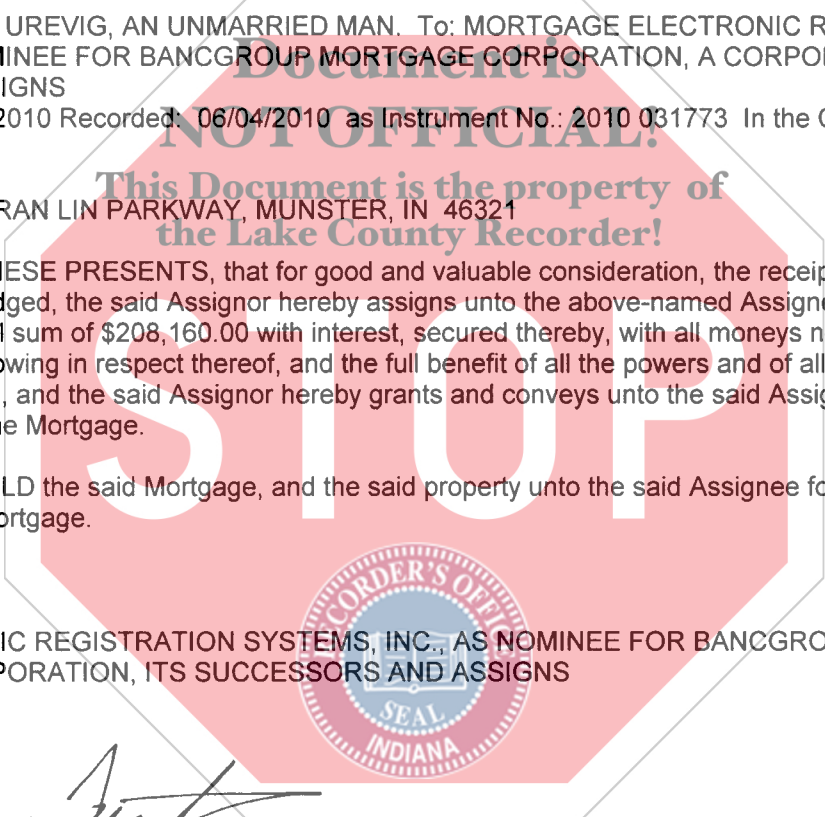 UREVIG, AN UNMARRIED MAN. To: MORTGAGE ELECTRONIC R
INEE FOR BANCGROUP MORTGAGE CORPORATION, A CORPO
IGNS
2010 Recorded: 06/04/2010 as Instrument No.: 2010 031773 In the C
Document is
NOT OFFICIAL!
This Document is the property of
the Lake County Recorder!
RAN LIN PARKWAY, MUNSTER, IN 46321
ESE PRESENTS, that for good and valuable consideration, the receip
dged, the said Assignor hereby assigns unto the above-named Assigne
sum of $208,160.00 with interest, secured thereby, with all moneys n
owing in respect thereof, and the full benefit of all the powers and of all
, and the said Assignor hereby grants and conveys unto the said Assig
e Mortgage.
STOP
LD the said Mortgage, and the said property unto the said Assignee fo
ortgage.
RECORDER'S OFFICE
SEAL
INDIANA
IC REGISTRATION SYSTEMS, INC., AS NOMINEE FOR BANCGRO
PORATION, ITS SUCCESSORS AND ASSIGNS